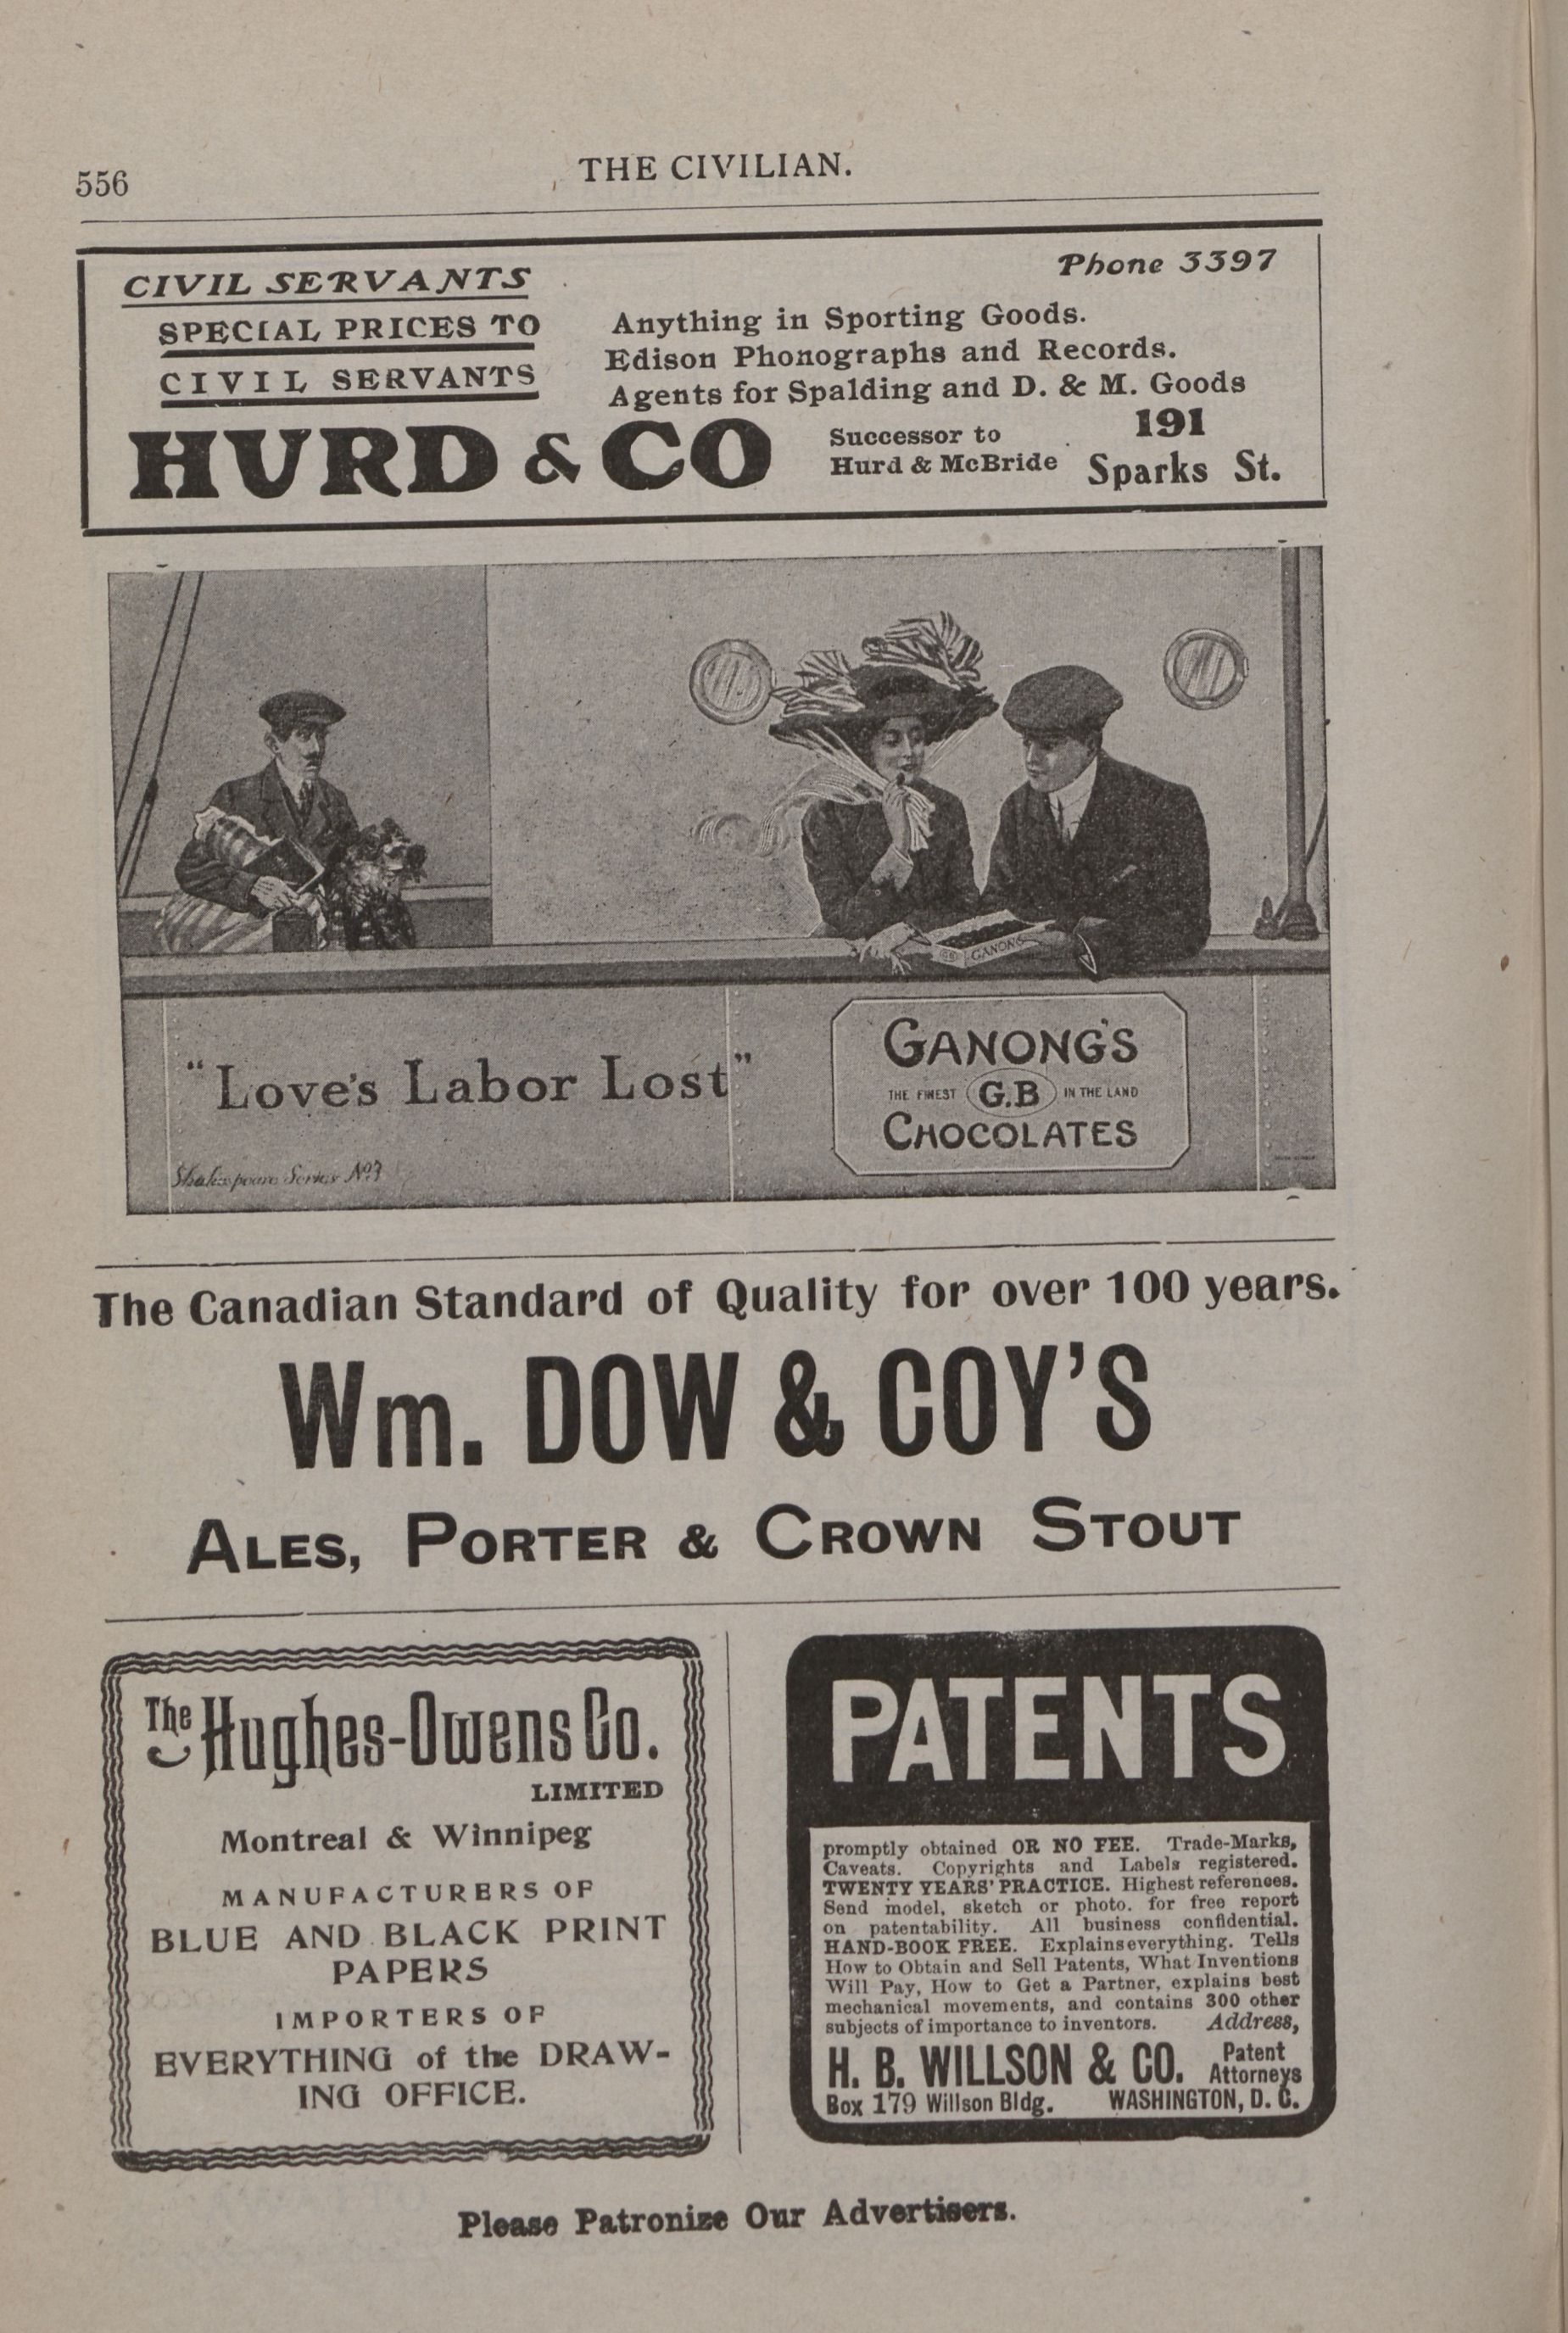 556
THE CIVILIAN.
CIVIL SERVANTS
SPECIAL PRICES TO
CIVIL SERVANTS
Phone 3397
Anything in Sporting Goods.
Edison Phonographs and Records.
Agents for Spalding and D. & M. Goods
HURD & CO
Successor to
Hurd & McBride
191
Sparks St.
GB GANONG
"Love's Labor Lost"
Shakespeare Series No 7
GANONG'S
THE FINEST G.B IN THE LAND
CHOCOLATES
The Canadian Standard of Quality for over 100 years.
Wm. DOW & COY'S
ALES, PORTER & CROWN STOUT
The Hughes-Owens Co.
LIMITED
Montreal & Winnipeg
MANUFACTURERS OF
BLUE AND BLACK PRINT
PAPERS
IMPORTERS OF
EVERYTHING of the DRAW-
ING OFFICE.
PATENTS
promptly obtained OR NO FEE. Trade-Marks,
Caveats. Copyrights and Labels registered.
TWENTY YEARS' PRACTICE. Highest references.
Send model, sketch or photo. for free report
on patentability. All business confidential.
HAND-BOOK FREE. Explains everything. Tells
How to Obtain and Sell Patents, What Inventions
Will Pay, How to Get a Partner, explains best
mechanical movements, and contains 300 other
subjects of importance to inventors. Address,
H. B. WILLSON & CO. Patent
Attorneys
Box 179 Willson Bldg. WASHINGTON, D. C.
Please Patronize Our Advertisers.